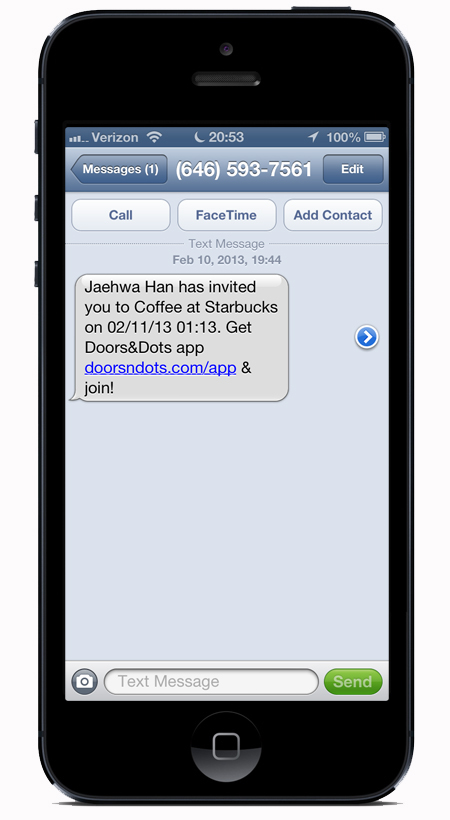 Verizon 20:53 100%
Messages (1) (646) 593-7561 Edit
Call FaceTime Add Contact
Text Message
Feb 10, 2013, 19:44
Jaehwa Han has invited
you to Coffee at Starbucks
on 02/11/13 01:13. Get
Doors&Dots app
doorsndots.com/app &
join!
Text Message Send